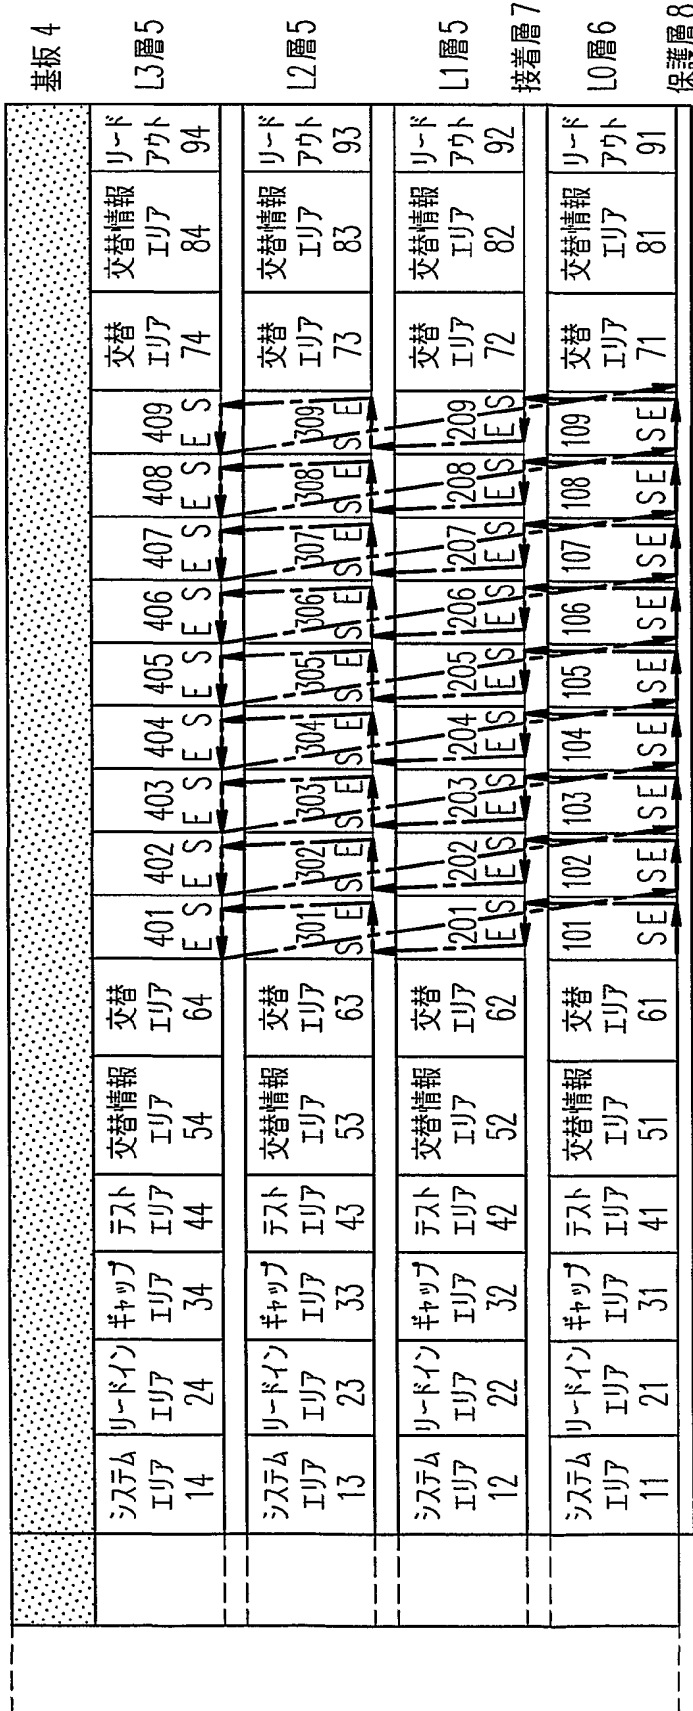 基板4
L3層5
L2層5
L1層5
接着層7
L0層6
保護層8
システム
エリア
14
リードイン
エリア
24
ギャップ
エリア
34
テスト
エリア
44
交替情報
エリア
54
交替
エリア
64
401
E S
402
E S
403
E S
404
E S
405
E S
406
E S
407
E S
408
E S
409
E S
交替
エリア
74
交替情報
エリア
84
リード
アウト
94
システム
エリア
13
リードイン
エリア
23
ギャップ
エリア
33
テスト
エリア
43
交替情報
エリア
53
交替
エリア
63
301
S E
302
S E
303
S E
304
S E
305
S E
306
S E
307
S E
308
S E
309
S E
交替
エリア
73
交替情報
エリア
83
リード
アウト
93
システム
エリア
12
リードイン
エリア
22
ギャップ
エリア
32
テスト
エリア
42
交替情報
エリア
52
交替
エリア
62
201
E S
202
E S
203
E S
204
E S
205
E S
206
E S
207
E S
208
E S
209
E S
交替
エリア
72
交替情報
エリア
82
リード
アウト
92
システム
エリア
11
リードイン
エリア
21
ギャップ
エリア
31
テスト
エリア
41
交替情報
エリア
51
交替
エリア
61
101
S E
102
S E
103
S E
104
S E
105
S E
106
S E
107
S E
108
S E
109
S E
交替
エリア
71
交替情報
エリア
81
リード
アウト
91